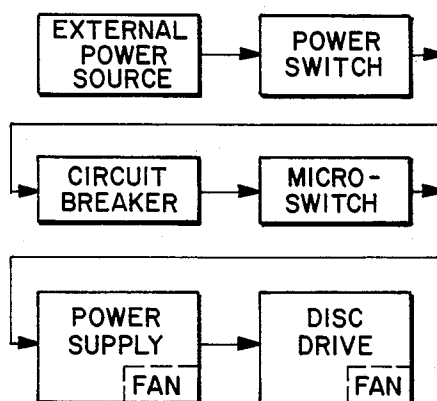 EXTERNAL
POWER
SOURCE
POWER
SWITCH
CIRCUIT
BREAKER
MICRO-
SWITCH
POWER
SUPPLY
FAN
DISC
DRIVE
FAN